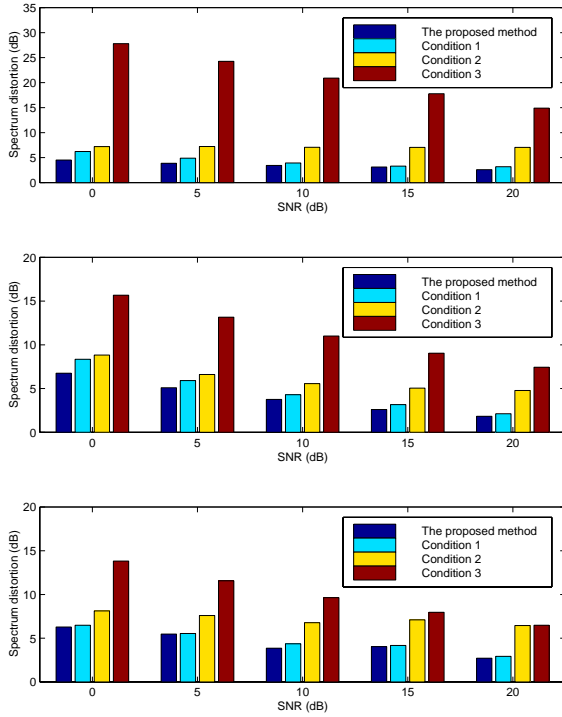 35
30
25
20
15
10
5
0
Spectrum distortion (dB)
The proposed method
Condition 1
Condition 2
Condition 3
0 5 10 15 20
SNR (dB)
20
15
10
5
0
Spectrum distortion (dB)
The proposed method
Condition 1
Condition 2
Condition 3
0 5 10 15 20
SNR (dB)
20
15
10
5
0
Spectrum distortion (dB)
The proposed method
Condition 1
Condition 2
Condition 3
0 5 10 15 20
SNR (dB)